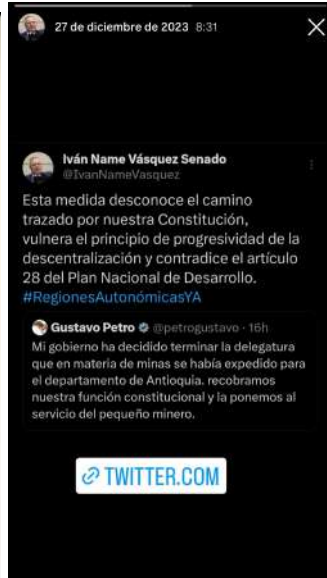 27 de diciembre de 2023 8:31
Iván Name Vásquez Senado
@IvanNameVasquez
Esta medida desconoce el camino
trazado por nuestra Constitución,
vulnera el principio de progresividad de la
descentralización y contradice el artículo
28 del Plan Nacional de Desarrollo.
#RegionesAutonómicasYA
Gustavo Petro @petrogustavo · 16h
Mi gobierno ha decidido terminar la delegatura
que en materia de minas se había expedido para
el departamento de Antioquia. recobramos
nuestra función constitucional y la ponemos al
servicio del pequeño minero.
TWITTER.COM